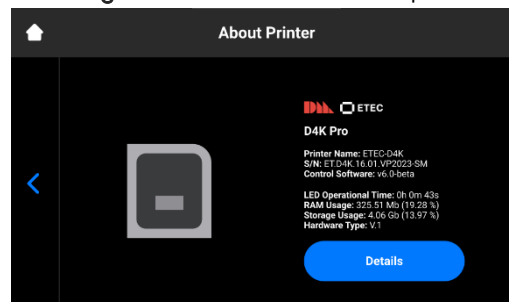 About Printer
DM. ETEC
D4K Pro
Printer Name: ETEC-D4K
S/N: ET.D4K.16.01.VP2023-SM
Control Software: v6.0-beta
LED Operational Time: 0h 0m 43s
RAM Usage: 325.51 Mb (19.28 %)
Storage Usage: 4.06 Gb (13.97 %)
Hardware Type: V.1
Details